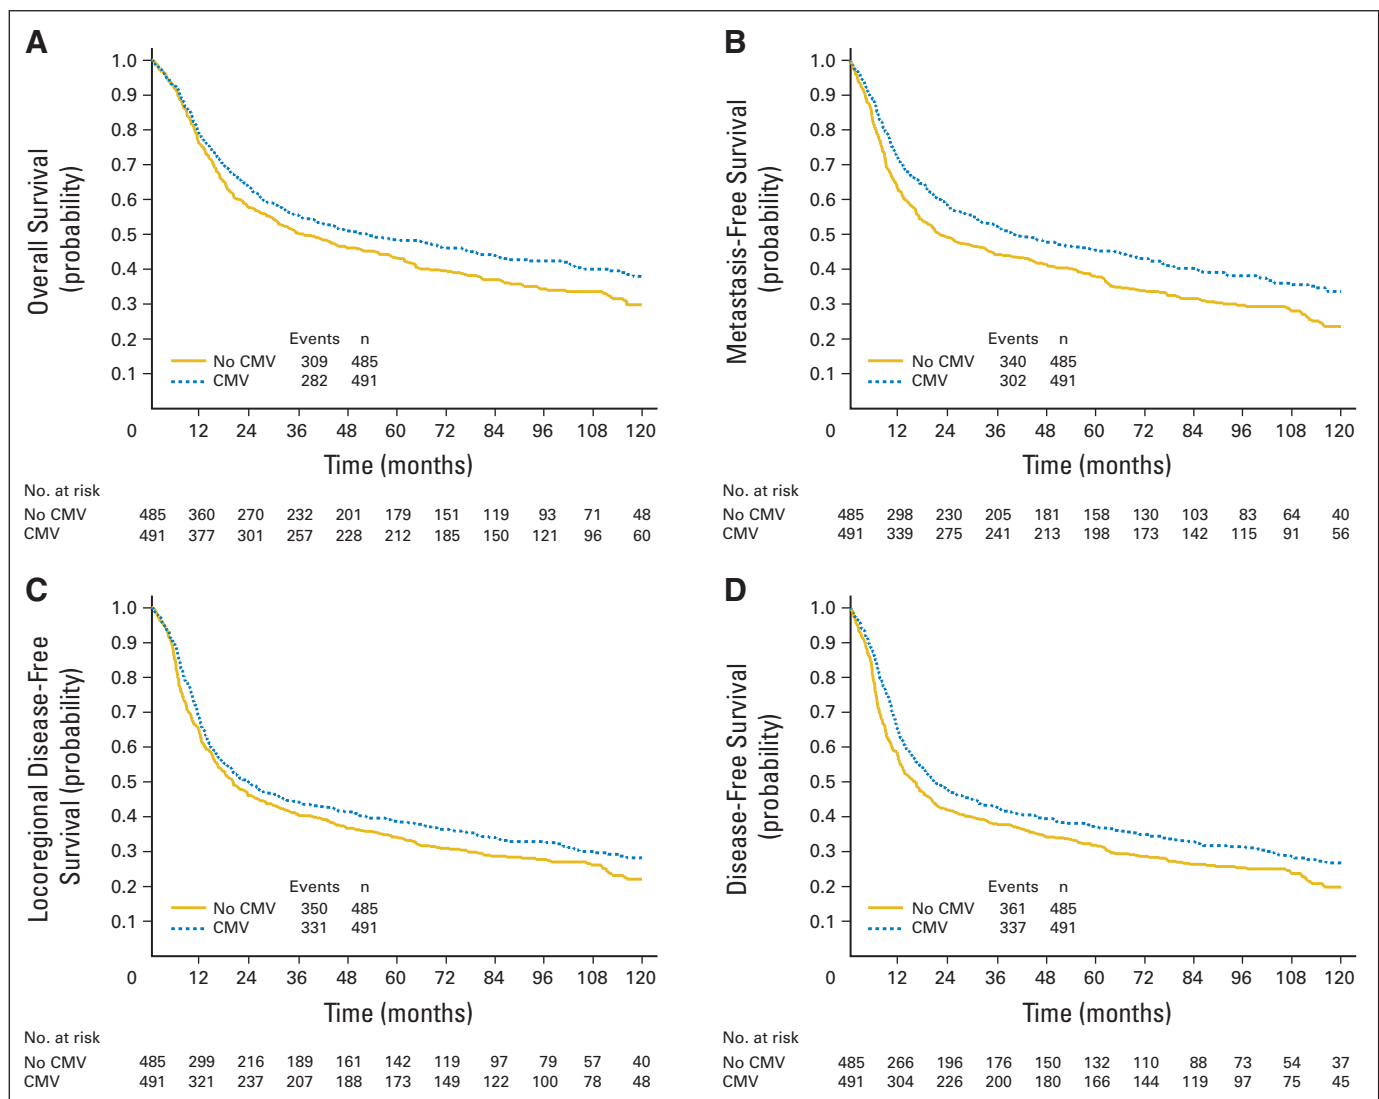 A
Overall Survival
(probability)
1.0
0.9
0.8
0.7
0.6
0.5
0.4
0.3
0.2
0.1
Events n
No CMV 309 485
CMV 282 491
0 12 24 36 48 60 72 84 96 108 120
Time (months)
No. at risk
No CMV 485 360 270 232 201 179 151 119 93 71 48
CMV 491 377 301 257 228 212 185 150 121 96 60
B
Metastasis-Free Survival
(probability)
1.0
0.9
0.8
0.7
0.6
0.5
0.4
0.3
0.2
0.1
Events n
No CMV 340 485
CMV 302 491
0 12 24 36 48 60 72 84 96 108 120
Time (months)
No. at risk
No CMV 485 298 230 205 181 158 130 103 83 64 40
CMV 491 339 275 241 213 198 173 142 115 91 56
C
Locoregional Disease-Free
Survival (probability)
1.0
0.9
0.8
0.7
0.6
0.5
0.4
0.3
0.2
0.1
Events n
No CMV 350 485
CMV 331 491
0 12 24 36 48 60 72 84 96 108 120
Time (months)
No. at risk
No CMV 485 299 216 189 161 142 119 97 79 57 40
CMV 491 321 237 207 188 173 149 122 100 78 48
D
Disease-Free Survival
(probability)
1.0
0.9
0.8
0.7
0.6
0.5
0.4
0.3
0.2
0.1
Events n
No CMV 361 485
CMV 337 491
0 12 24 36 48 60 72 84 96 108 120
Time (months)
No. at risk
No CMV 485 266 196 176 150 132 110 88 73 54 37
CMV 491 304 226 200 180 166 144 119 97 75 45